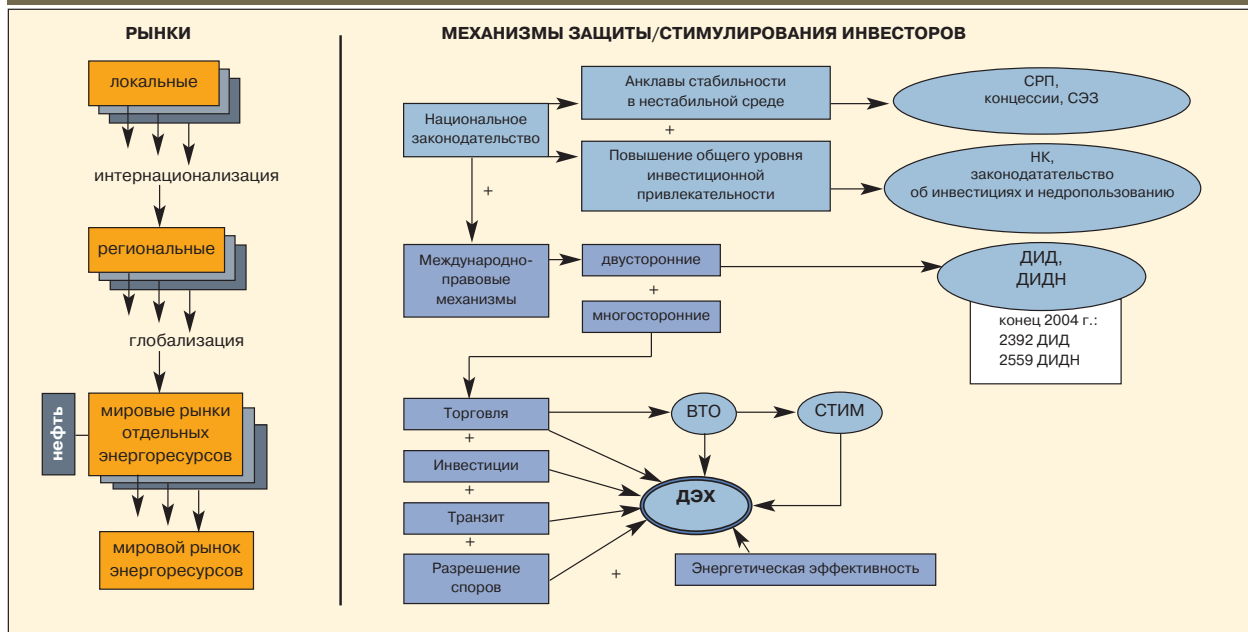 РЫНКИ
локальные
интернационализация
региональные
глобализация
нефть
мировые рынки
отдельных
энергоресурсов
мировой рынок
энергоресурсов
МЕХАНИЗМЫ ЗАЩИТЫ/СТИМУЛИРОВАНИЯ ИНВЕСТОРОВ
Национальное
законодательство
Анклавы стабильности
в нестабильной среде
СРП,
концессии, СЭЗ
+
Повышение общего уровня
инвестиционной
привлекательности
НК,
законодатательство
об инвестициях и недропользованию
+
Международно-
правовые
механизмы
двусторонние
ДИД,
ДИДН
+
многосторонние
конец 2004 г.:
2392 ДИД
2559 ДИДН
Торговля
ВТО
СТИМ
+
Инвестиции
ДЭХ
+
Транзит
+
Разрешение
споров
+
Энергетическая эффективность